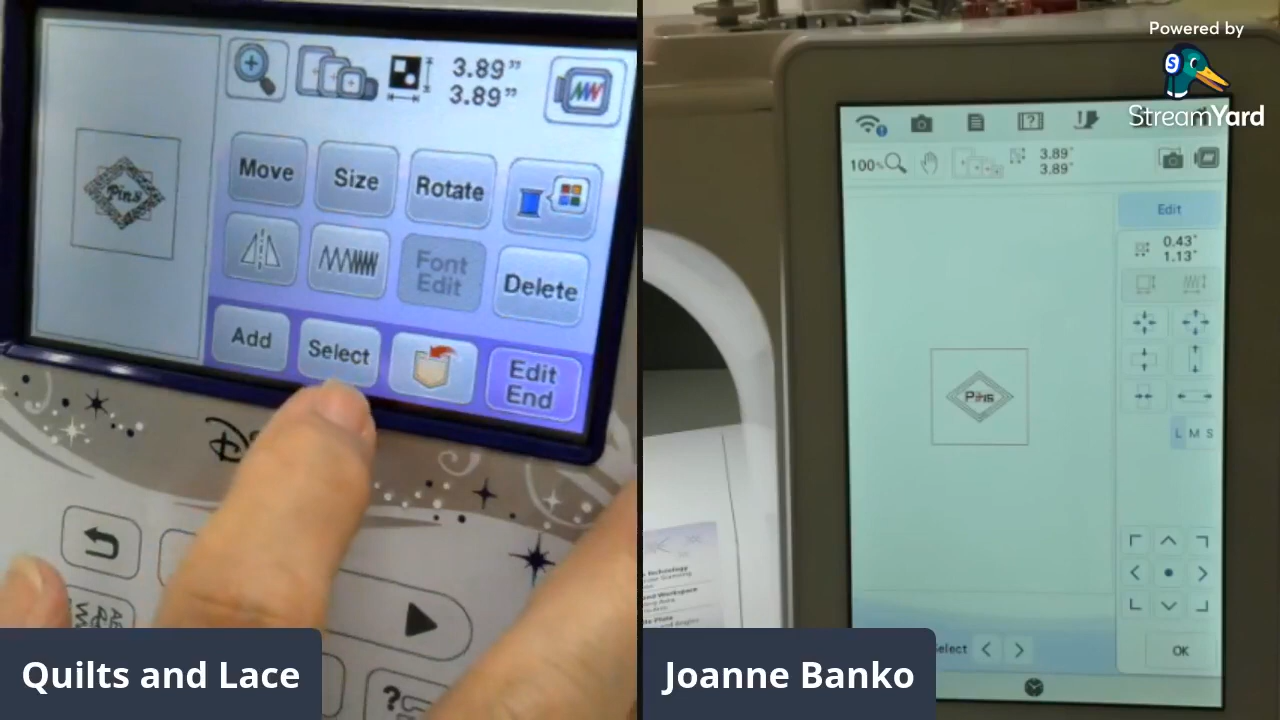 3.89"
3.89"
Move
Size
Rotate
Font
Edit
Delete
Add
Select
Edit
End
Pins
Quilts and Lace
Powered by
StreamYard
100%
3.89"
3.89"
Edit
0.43"
1.13"
L M S
Pins
OK
Joanne Banko